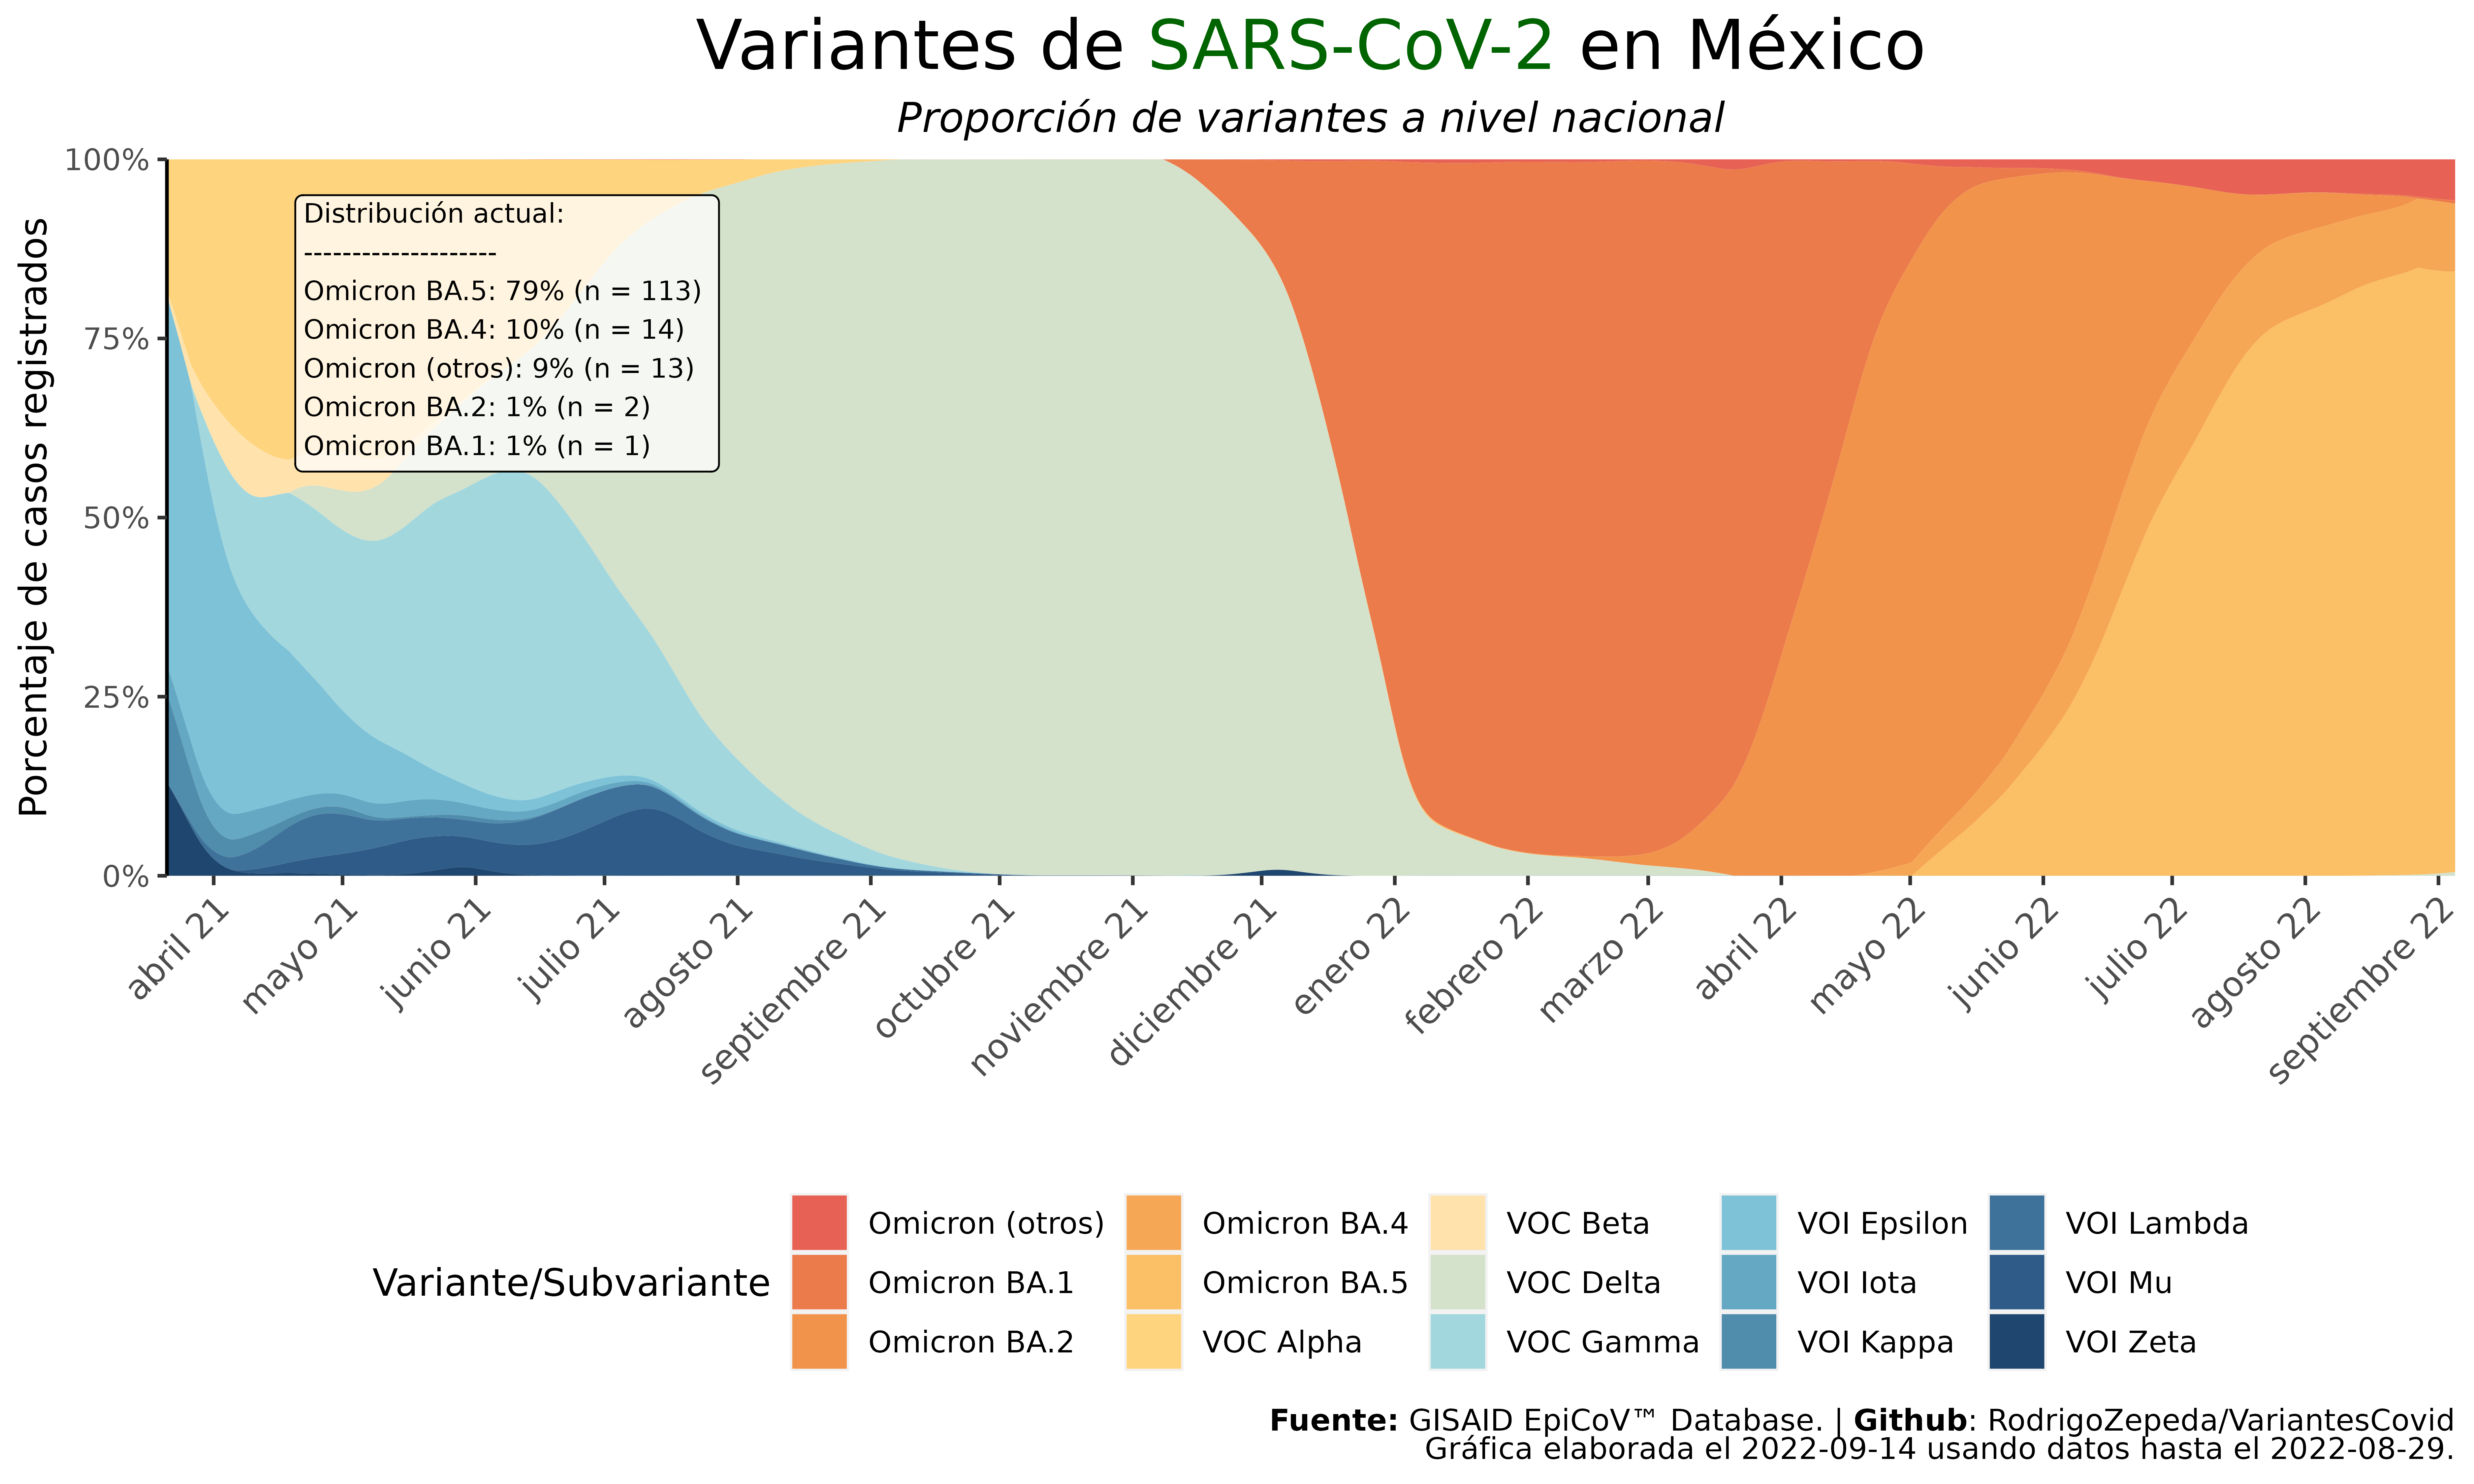 Variantes de SARS-CoV-2 en México
Proporción de variantes a nivel nacional
Porcentaje de casos registrados
100%
75%
50%
25%
0%
Distribución actual:
--------------------
Omicron BA.5: 79% (n = 113)
Omicron BA.4: 10% (n = 14)
Omicron (otros): 9% (n = 13)
Omicron BA.2: 1% (n = 2)
Omicron BA.1: 1% (n = 1)
abril 21
mayo 21
junio 21
julio 21
agosto 21
septiembre 21
octubre 21
noviembre 21
diciembre 21
enero 22
febrero 22
marzo 22
abril 22
mayo 22
junio 22
julio 22
agosto 22
septiembre 22
Variante/Subvariante
Omicron (otros)
Omicron BA.1
Omicron BA.2
Omicron BA.4
Omicron BA.5
VOC Alpha
VOC Beta
VOC Delta
VOC Gamma
VOI Epsilon
VOI Iota
VOI Kappa
VOI Lambda
VOI Mu
VOI Zeta
Fuente: GISAID EpiCoV™ Database. | Github: RodrigoZepeda/VariantesCovid
Gráfica elaborada el 2022-09-14 usando datos hasta el 2022-08-29.